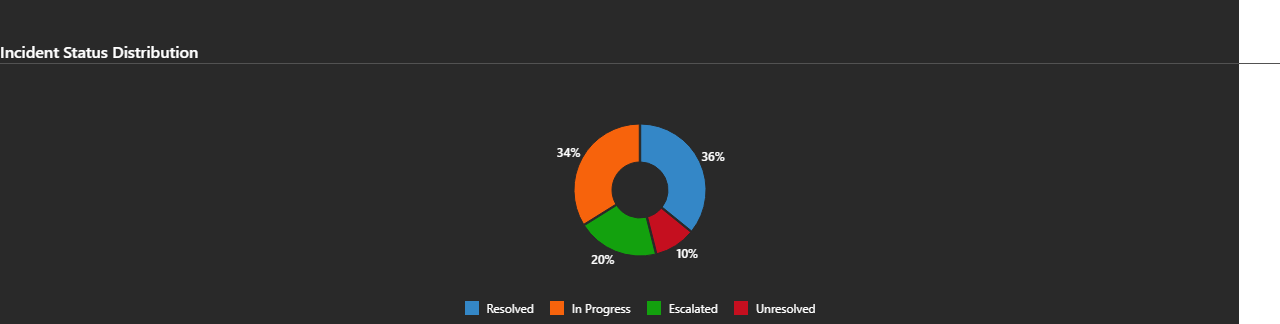 Incident Status Distribution
34%
36%
20%
10%
Resolved In Progress Escalated Unresolved